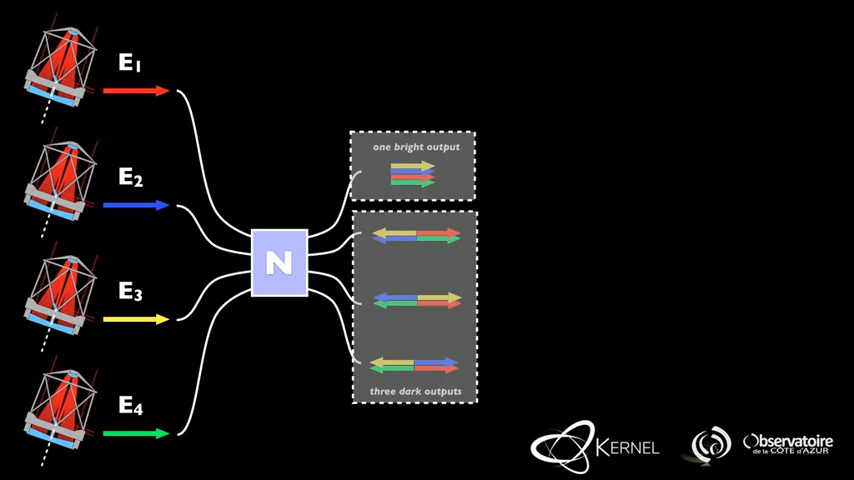 E1
E2
E3
E4
N
one bright output
three dark outputs
KERNEL
Observatoire
de la CÔTE d'AZUR